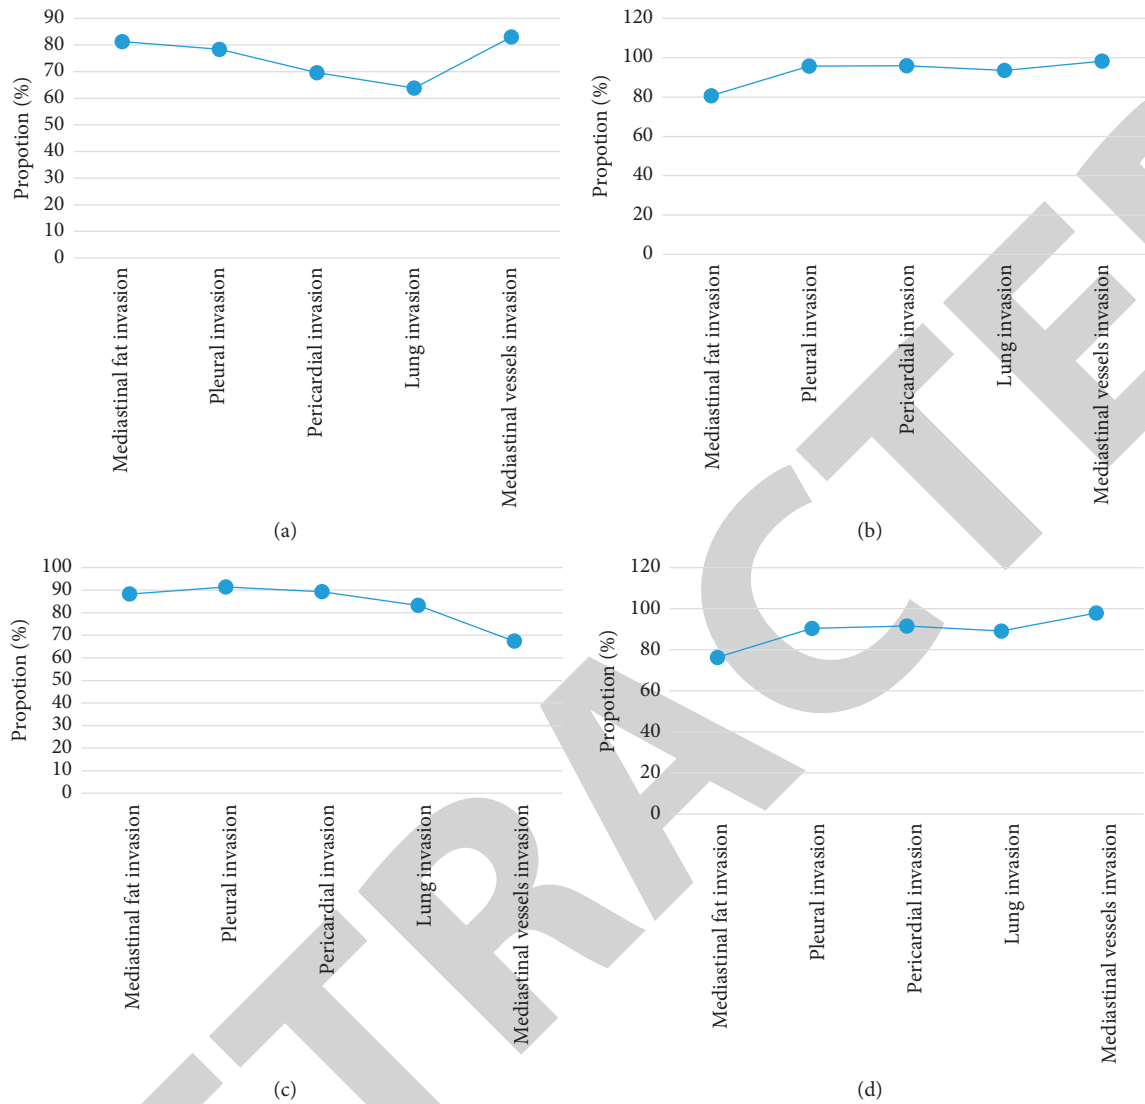 90
80
70
60
50
40
30
20
10
0
Propotion (%)
Mediastinal fat invasion
Pleural invasion
Pericardial invasion
Lung invasion
Mediastinal vessels invasion
(a)
120
100
80
60
40
20
0
Propotion (%)
Mediastinal fat invasion
Pleural invasion
Pericardial invasion
Lung invasion
Mediastinal vessels invasion
(b)
100
90
80
70
60
50
40
30
20
10
0
Propotion (%)
Mediastinal fat invasion
Pleural invasion
Pericardial invasion
Lung invasion
Mediastinal vessels invasion
(c)
120
100
80
60
40
20
0
Propotion (%)
Mediastinal fat invasion
Pleural invasion
Pericardial invasion
Lung invasion
Mediastinal vessels invasion
(d)
TRACTE